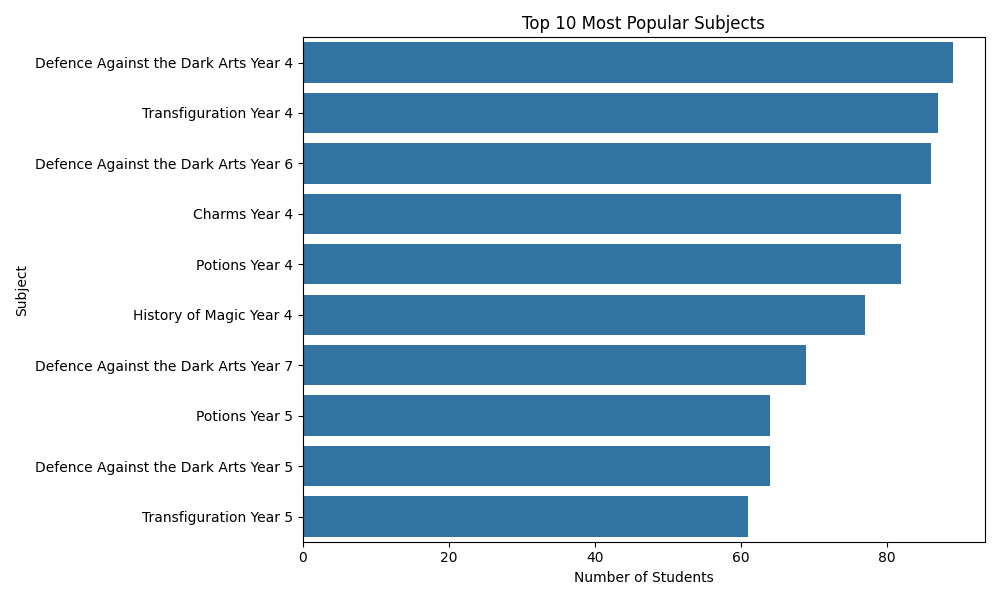 Top 10 Most Popular Subjects
Subject
Defence Against the Dark Arts Year 4
Transfiguration Year 4
Defence Against the Dark Arts Year 6
Charms Year 4
Potions Year 4
History of Magic Year 4
Defence Against the Dark Arts Year 7
Potions Year 5
Defence Against the Dark Arts Year 5
Transfiguration Year 5
0 20 40 60 80
Number of Students